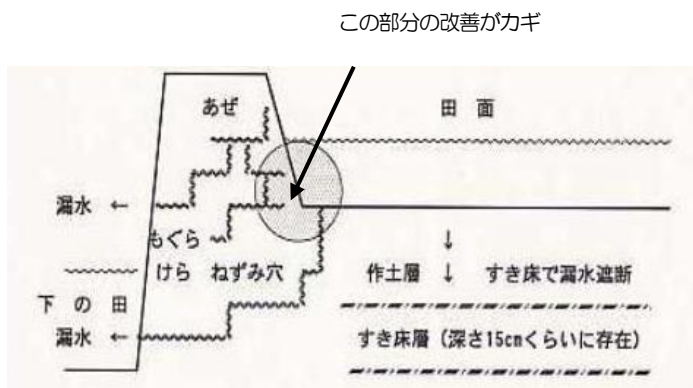 この部分の改善がカギ
あぜ
田 面
漏水 ←
もぐら
けら ねずみ穴
↓
作土層 ↓ すき床で漏水遮断
下 の 田
漏水 ←
すき床層（深さ15cmくらいに存在）